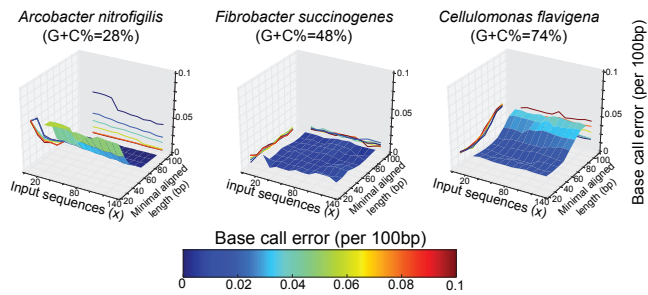 Arcobacter nitrofigilis
(G+C%=28%)
Fibrobacter succinogenes
(G+C%=48%)
Cellulomonas flavigena
(G+C%=74%)
0.1
0.05
0
100
80
60
40
20
20
80
140
Input sequences (x)
Minimal aligned
length (bp)
0.1
0.05
0
100
80
60
40
20
20
80
140
input sequences (x)
Minimal aligned
length (bp)
0.1
0.05
0
100
80
60
40
20
20
80
140
Input sequences (x)
Minimal aligned
length (bp)
Base call error (per 100bp)
Base call error (per 100bp)
0
0.02
0.04
0.06
0.08
0.1